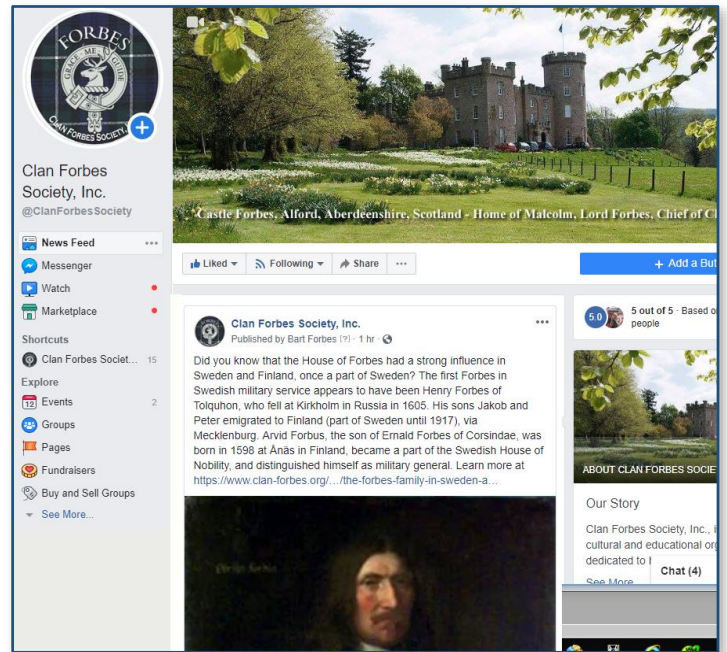 FORBES
GRACE ME GUIDE
CLAN FORBES SOCIETY,
Clan Forbes
Society, Inc.
@ClanForbesSociety
News Feed
Messenger
Watch
Marketplace
Shortcuts
Clan Forbes Societ... 15
Explore
Events 2
Groups
Pages
Fundraisers
Buy and Sell Groups
See More...
Castle Forbes, Alford, Aberdeenshire, Scotland - Home of Malcolm, Lord Forbes, Chief of Cl
Liked Following Share
+ Add a But
Clan Forbes Society, Inc.
Published by Bart Forbes [?] · 1 hr ·
Did you know that the House of Forbes had a strong influence in
Sweden and Finland, once a part of Sweden? The first Forbes in
Swedish military service appears to have been Henry Forbes of
Tolquhon, who fell at Kirkholm in Russia in 1605. His sons Jakob and
Peter emigrated to Finland (part of Sweden until 1917), via
Mecklenburg. Arvid Forbus, the son of Ernald Forbes of Corsindae, was
born in 1598 at Ånäs in Finland, became a part of the Swedish House of
Nobility, and distinguished himself as military general. Learn more at
https://www.clan-forbes.org/…/the-forbes-family-in-sweden-a…
5.0
5 out of 5 · Based o
people
ABOUT CLAN FORBES SOCIE
Our Story
Clan Forbes Society, Inc., i
cultural and educational org
dedicated to
See More
Chat (4)